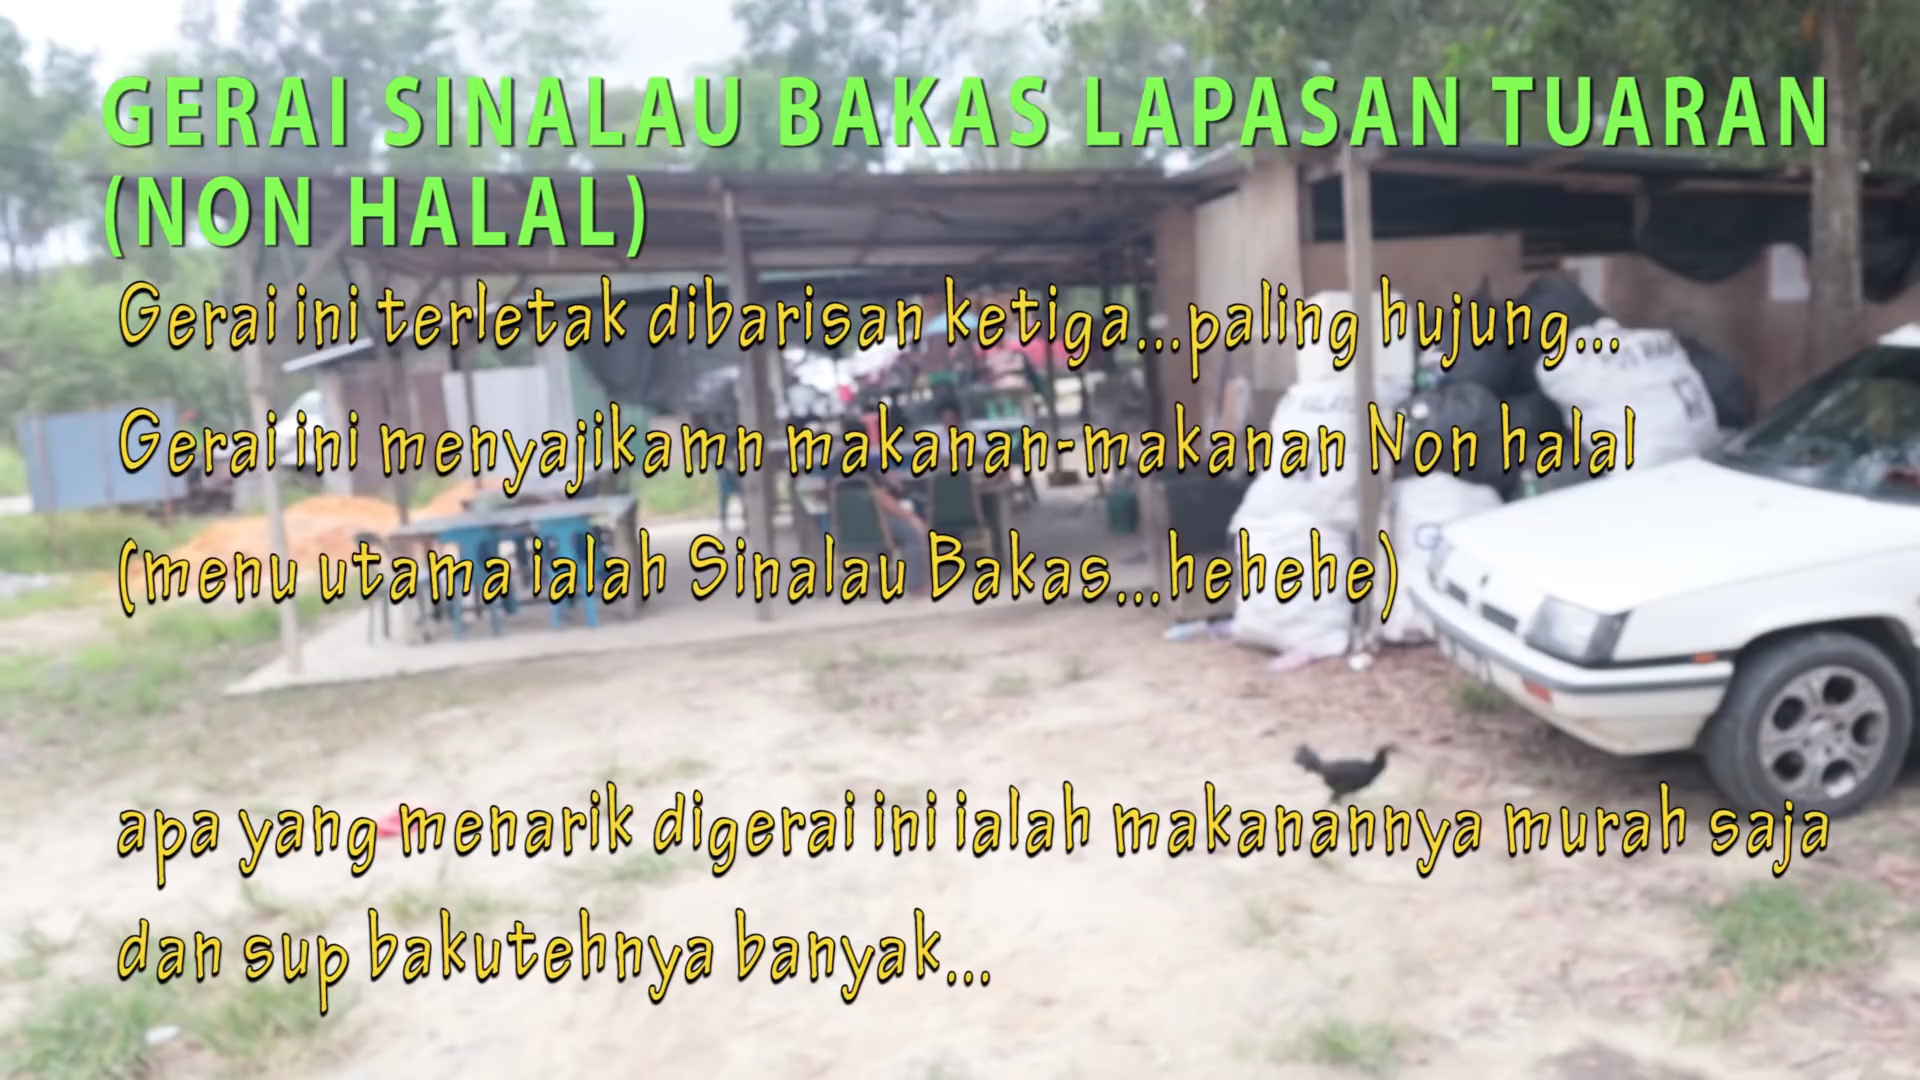 GERAI SINALAU BAKAS LAPASAN TUARAN
(NON HALAL)
Gerai ini terletak dibarisan ketiga...paling hujung...
Gerai ini menyajikamn makanan-makanan Non halal
(menu utama ialah Sinalau Bakas...hehehe)
apa yang menarik digerai ini ialah makanannya murah saja
dan sup bakutehnya banyak...